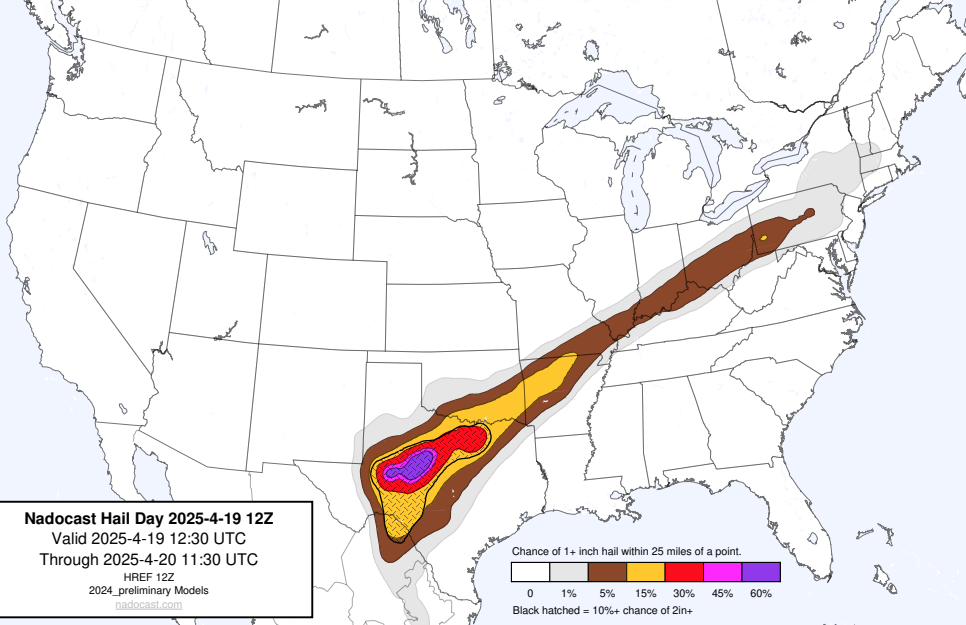 Nadocast Hail Day 2025-4-19 12Z
Valid 2025-4-19 12:30 UTC
Through 2025-4-20 11:30 UTC
HREF 12Z
2024_preliminary Models
nadocast.com
Chance of 1+ inch hail within 25 miles of a point.
0 1% 5% 15% 30% 45% 60%
Black hatched = 10%+ chance of 2in+